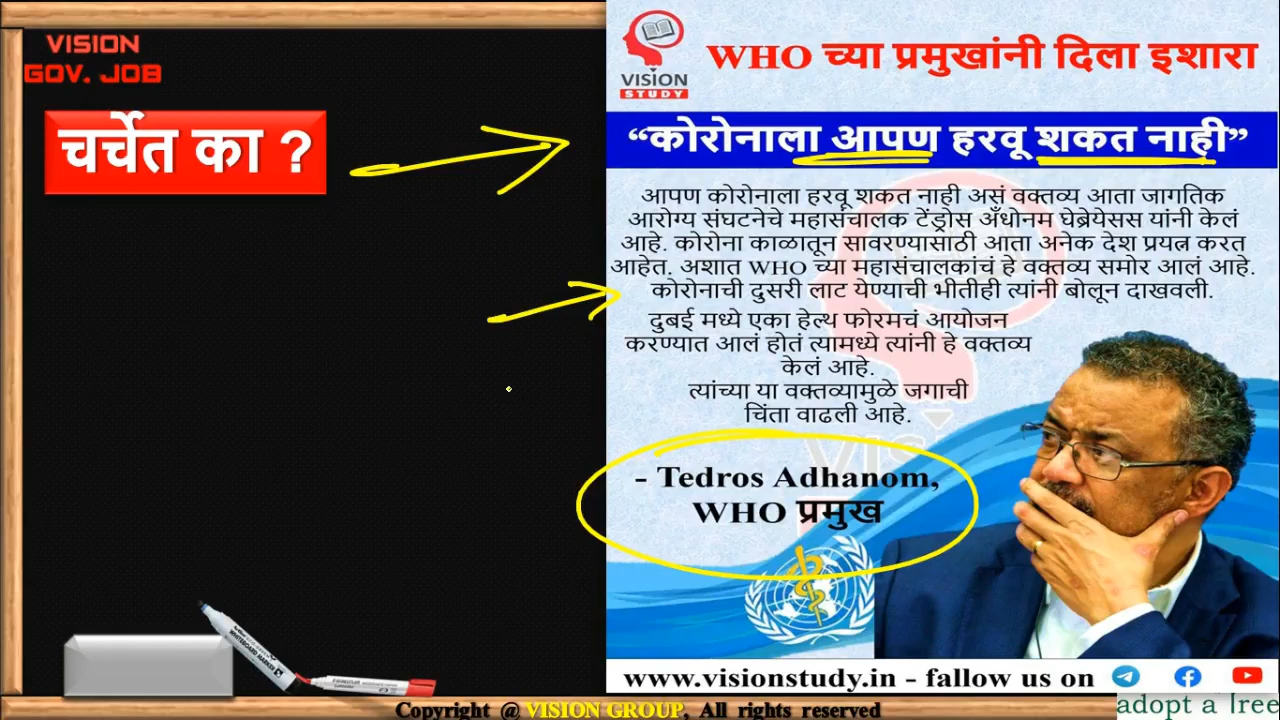 VISION
GOV. JOB
चर्चेत का ?
VISION
STUDY
WHO च्या प्रमुखांनी दिला इशारा
“कोरोनाला आपण हरवू शकत नाही”
आपण कोरोनाला हरवू शकत नाही असं वक्तव्य आता जागतिक
आरोग्य संघटनेचे महासंचालक टेंड्रोस अँधोनम घेब्रेयेसस यांनी केलं
आहे. कोरोना काळातून सावरण्यासाठी आता अनेक देश प्रयत्न करत
आहेत. अशात WHO च्या महासंचालकांचं हे वक्तव्य समोर आलं आहे.
कोरोनाची दुसरी लाट येण्याची भीतीही त्यांनी बोलून दाखवली.
दुबई मध्ये एका हेल्थ फोरमचं आयोजन
करण्यात आलं होतं त्यामध्ये त्यांनी हे वक्तव्य
केलं आहे.
त्यांच्या या वक्तव्यामुळे जगाची
चिंता वाढली आहे.
- Tedros Adhanom,
WHO प्रमुख
www.visionstudy.in - fallow us on
adopt a Tree
Copyright @ VISION GROUP, All rights reserved